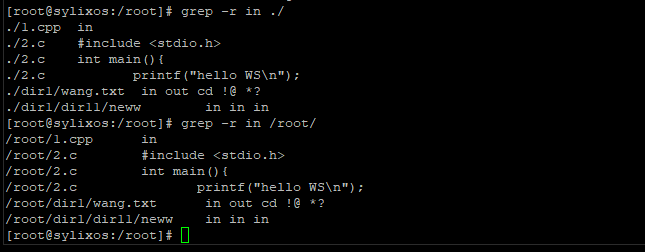 [root@sylixos:/root]# grep -r in ./
./1.cpp  in
./2.c    #include <stdio.h>
./2.c    int main(){
./2.c            printf("hello WS\n");
./dir1/wang.txt  in out cd !@ *?
./dir1/dir11/neww        in in in
[root@sylixos:/root]# grep -r in /root/
/root/1.cpp      in
/root/2.c        #include <stdio.h>
/root/2.c        int main(){
/root/2.c                printf("hello WS\n");
/root/dir1/wang.txt      in out cd !@ *?
/root/dir1/dir11/neww    in in in
[root@sylixos:/root]#